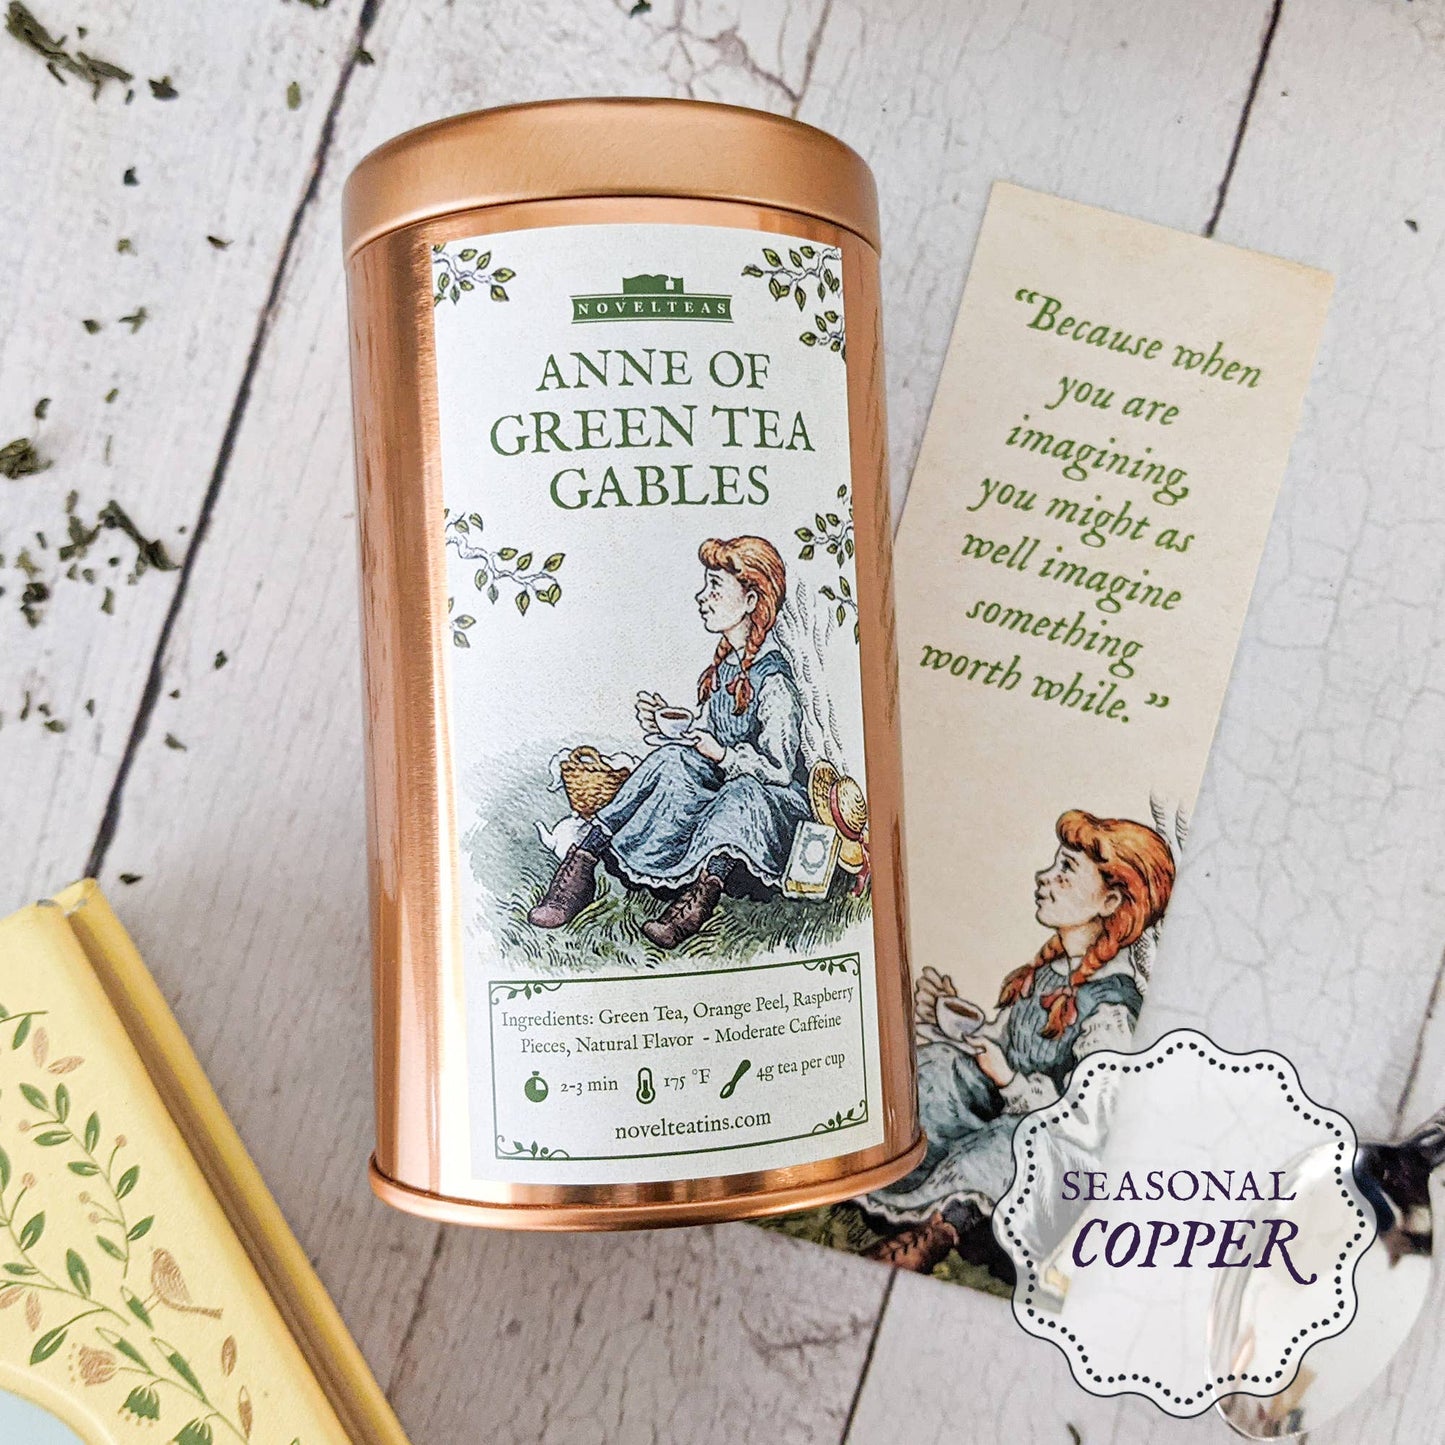 NOVELTEAS
ANNE OF
GREEN TEA
GABLES
Ingredients: Green Tea, Orange Peel, Raspberry
Pieces, Natural Flavor - Moderate Caffeine
2-3 min
175 °F
4g tea per cup
novelteatins.com
“Because when
you are
imagining,
you might as
well imagine
something
worth while.”
SEASONAL
COPPER